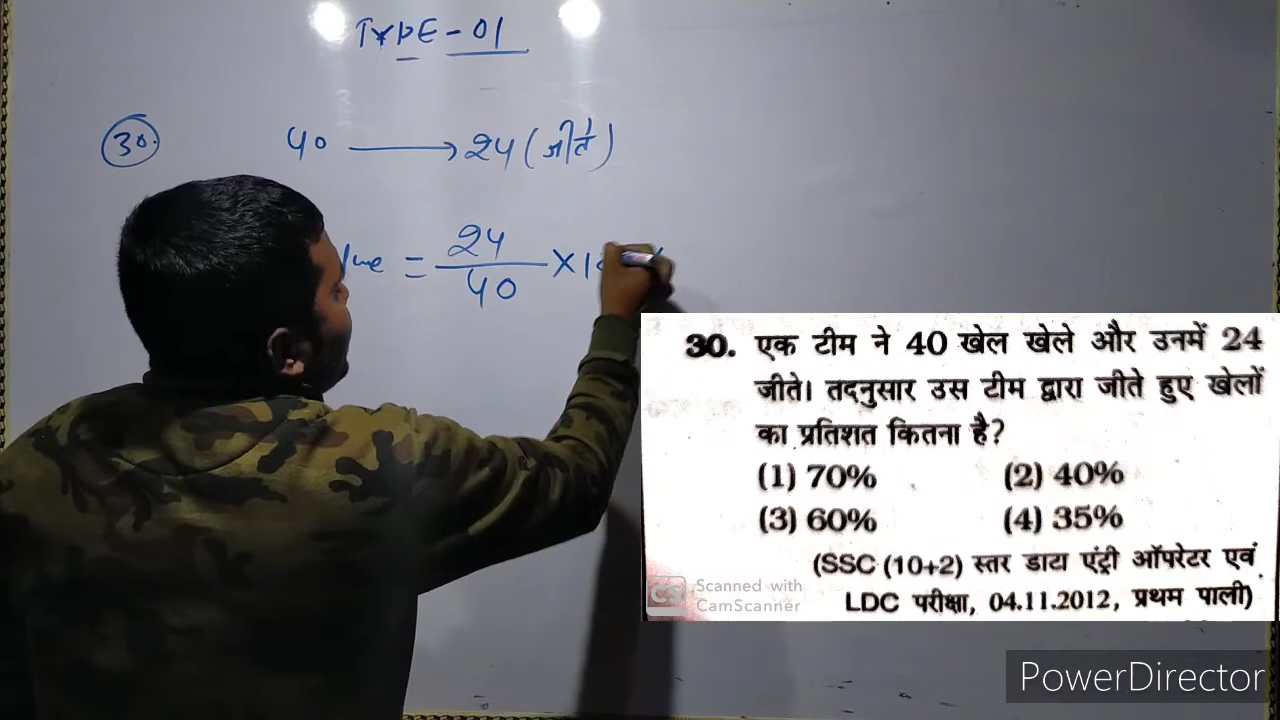 TYPE-01
30. 40 → 24 (जीते)
= 24/40 ×
30. एक टीम ने 40 खेल खेले और उनमें 24
जीते। तदनुसार उस टीम द्वारा जीते हुए खेलों
का प्रतिशत कितना है?
(1) 70% (2) 40%
(3) 60% (4) 35%
(SSC (10+2) स्तर डाटा एंट्री ऑपरेटर एवं
LDC परीक्षा, 04.11.2012, प्रथम पाली)
CS Scanned with
CamScanner
PowerDirector